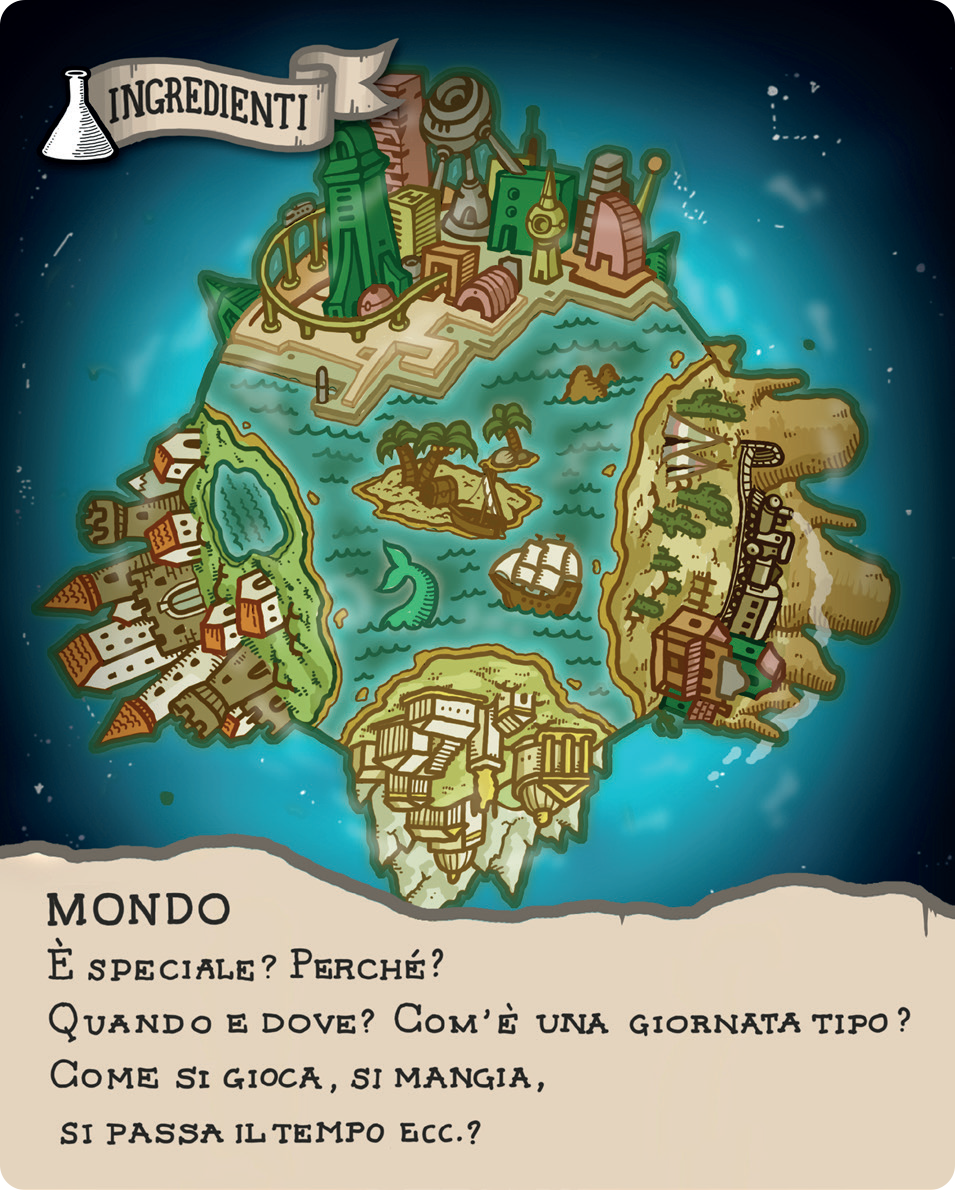 INGREDIENTI
MONDO
È SPECIALE? PERCHÉ?
QUANDO E DOVE? COM'È UNA GIORNATA TIPO?
COME SI GIOCA, SI MANGIA,
SI PASSA IL TEMPO ECC.?